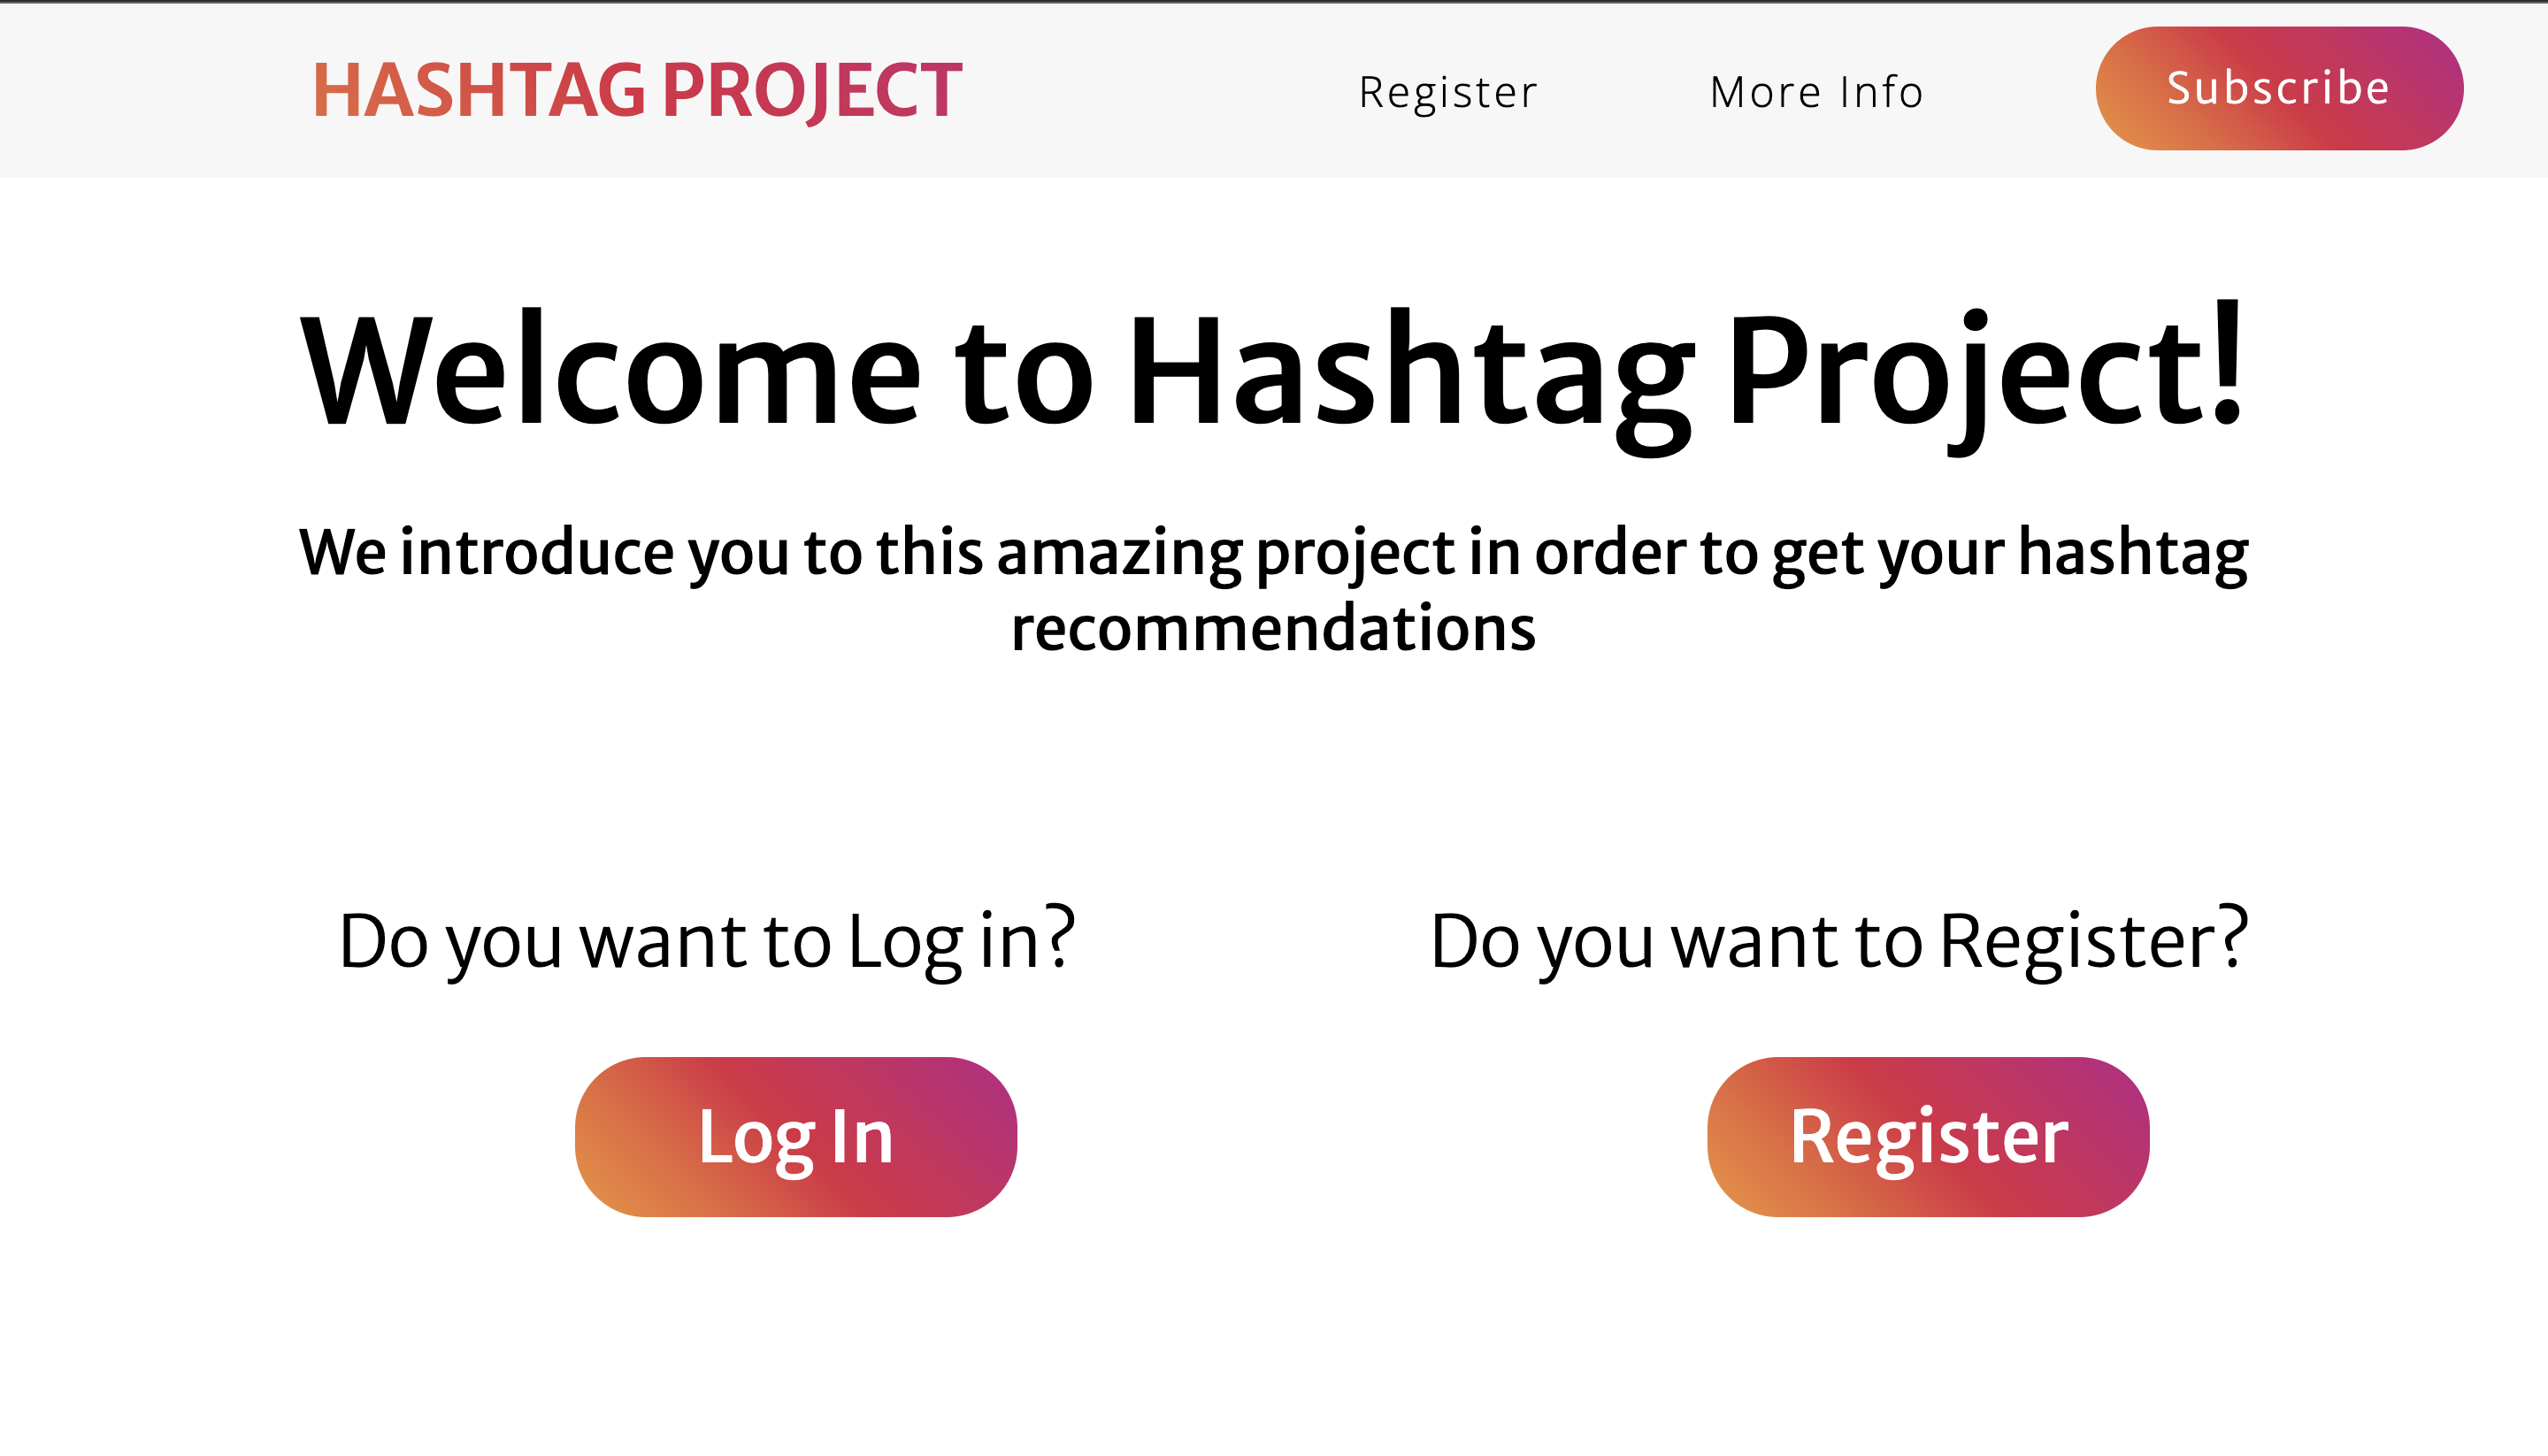 HASHTAG PROJECT
Register
More Info
Subscribe
Welcome to Hashtag Project!
We introduce you to this amazing project in order to get your hashtag
recommendations
Do you want to Log in?
Do you want to Register?
Log In
Register